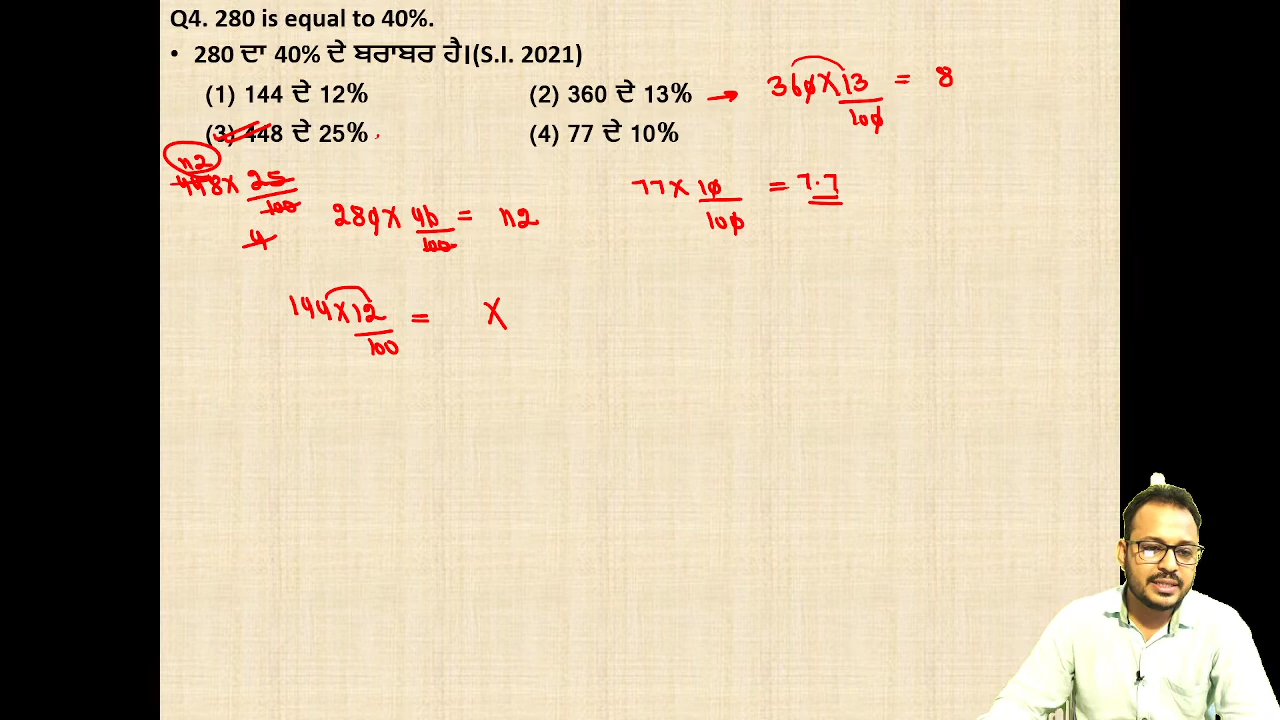 Q4. 280 is equal to 40%.
• 280 ਦਾ 40% ਦੇ ਬਰਾਬਰ ਹੈ।(S.I. 2021)
(1) 144 ਦੇ 12% (2) 360 ਦੇ 13% → 360 x 13/100 = 8
(3) 448 ਦੇ 25% (4) 77 ਦੇ 10%
112
448 x 25/100
4
77 x 10/100 = 7.7
280 x 40/100 = 112
144 x 12/100 = X